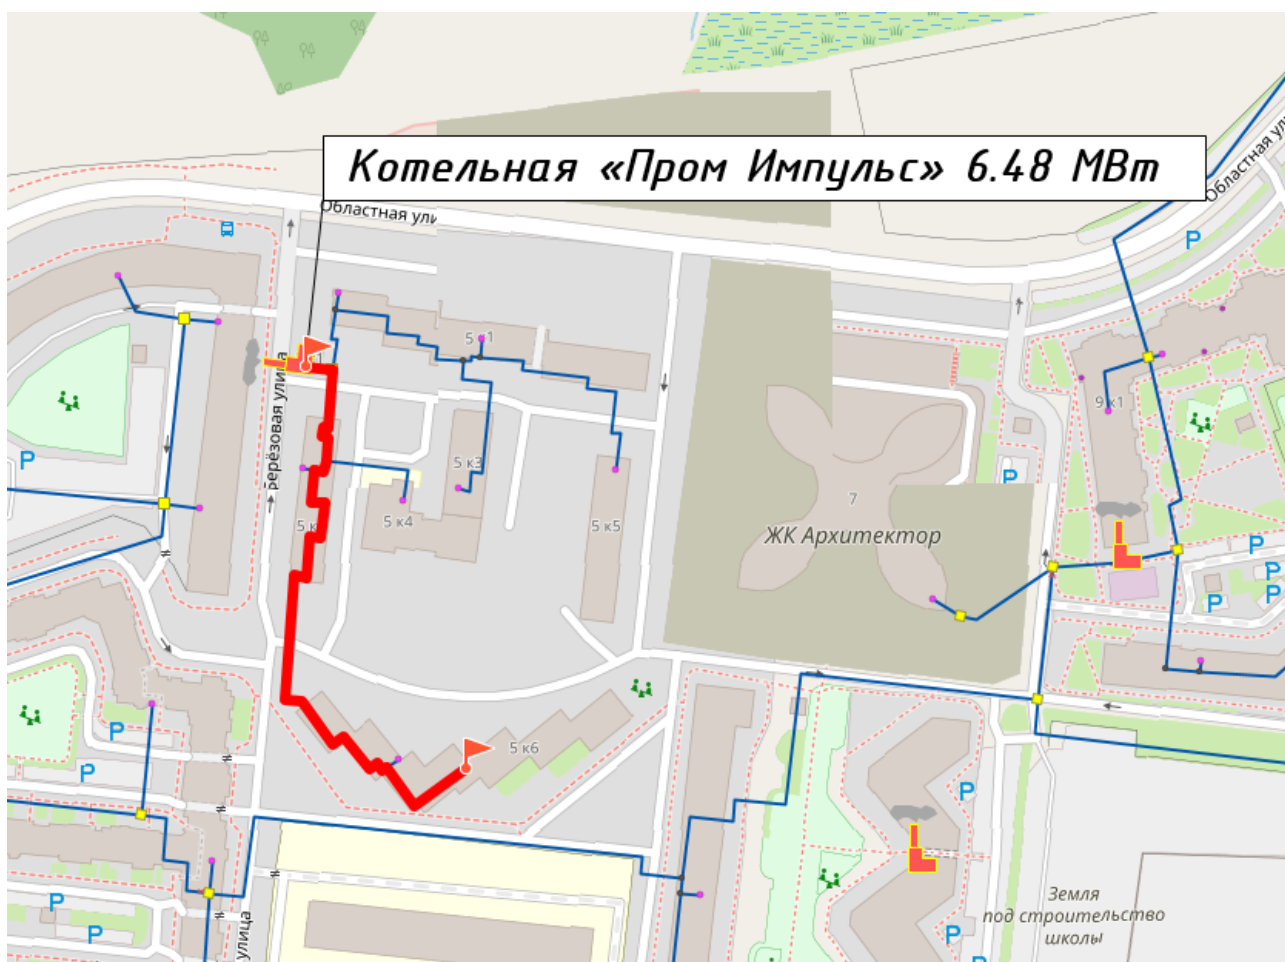 Котельная «Пром Импульс» 6.48 МВт
Областная ули
Областная ул
Берёзовая улица
5 к3
5 к4
5 к5
5 к
5 к6
9 к1
7
ЖК Архитектор
P
P
P
P
P
P
P
P
P
P
P
P
P
Земля
под строительство
школы
улица